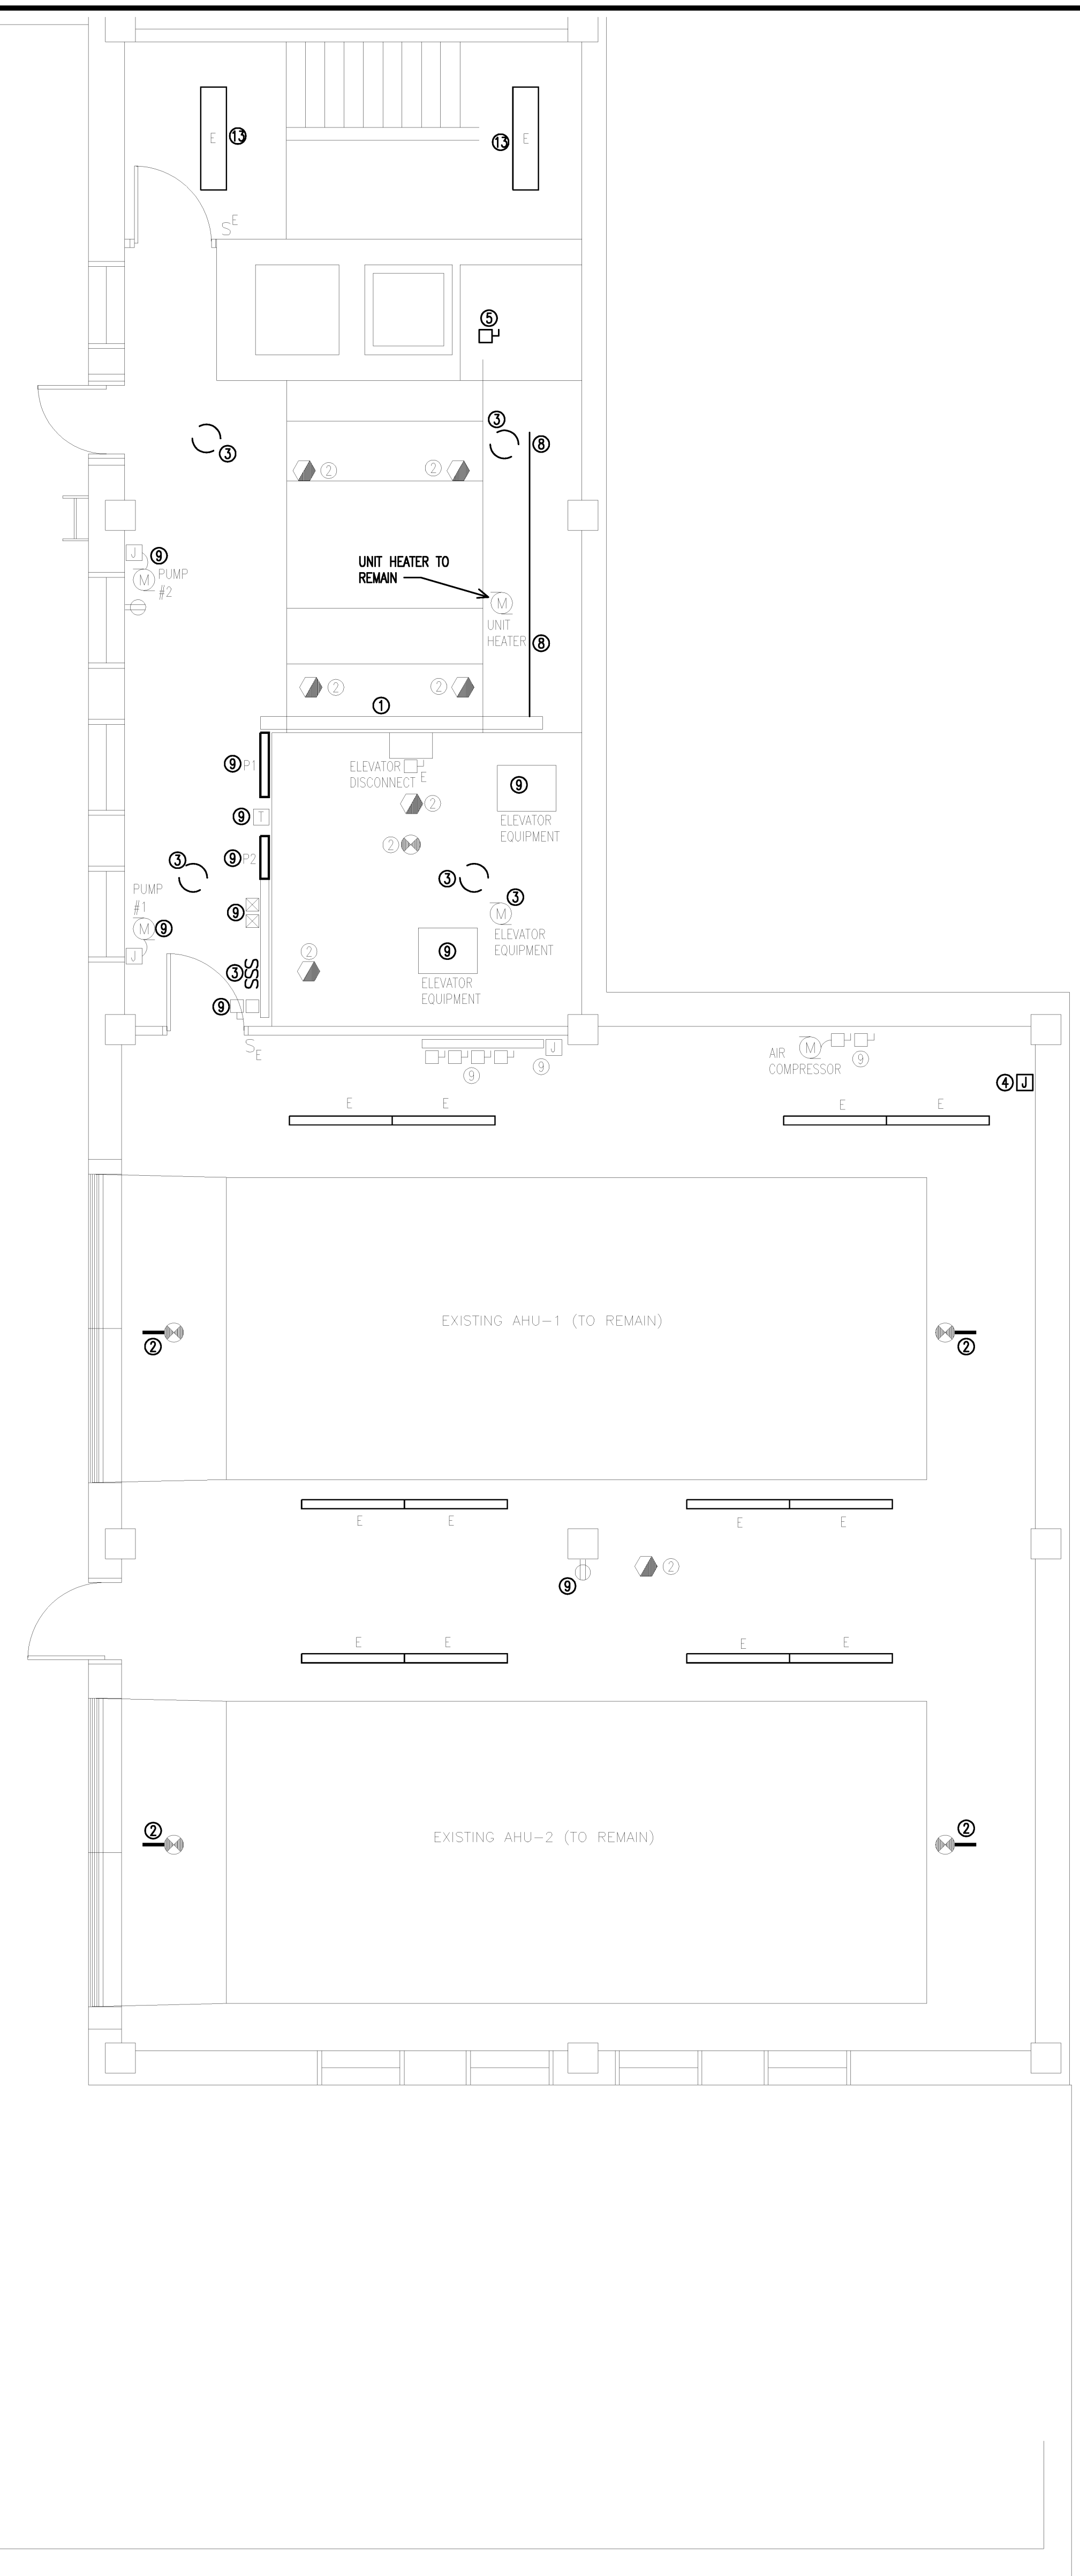 E 13
13 E
S E
5
3
3
8
2
2
J 9
UNIT HEATER TO
REMAIN
M PUMP
#2
M
UNIT
HEATER
8
2
2
1
9 P1
ELEVATOR
DISCONNECT E
9
2
ELEVATOR
EQUIPMENT
9 T
2
9 P2
3
3
PUMP
#1
3
M
9
M 9
ELEVATOR
EQUIPMENT
J
2
9
3 SSS
ELEVATOR
EQUIPMENT
9
S E
J
9
9
AIR
COMPRESSOR
M
9
4 J
E E
E E
EXISTING AHU-1 (TO REMAIN)
2
2
E E
E E
9
2
E E
E E
2
2
EXISTING AHU-2 (TO REMAIN)